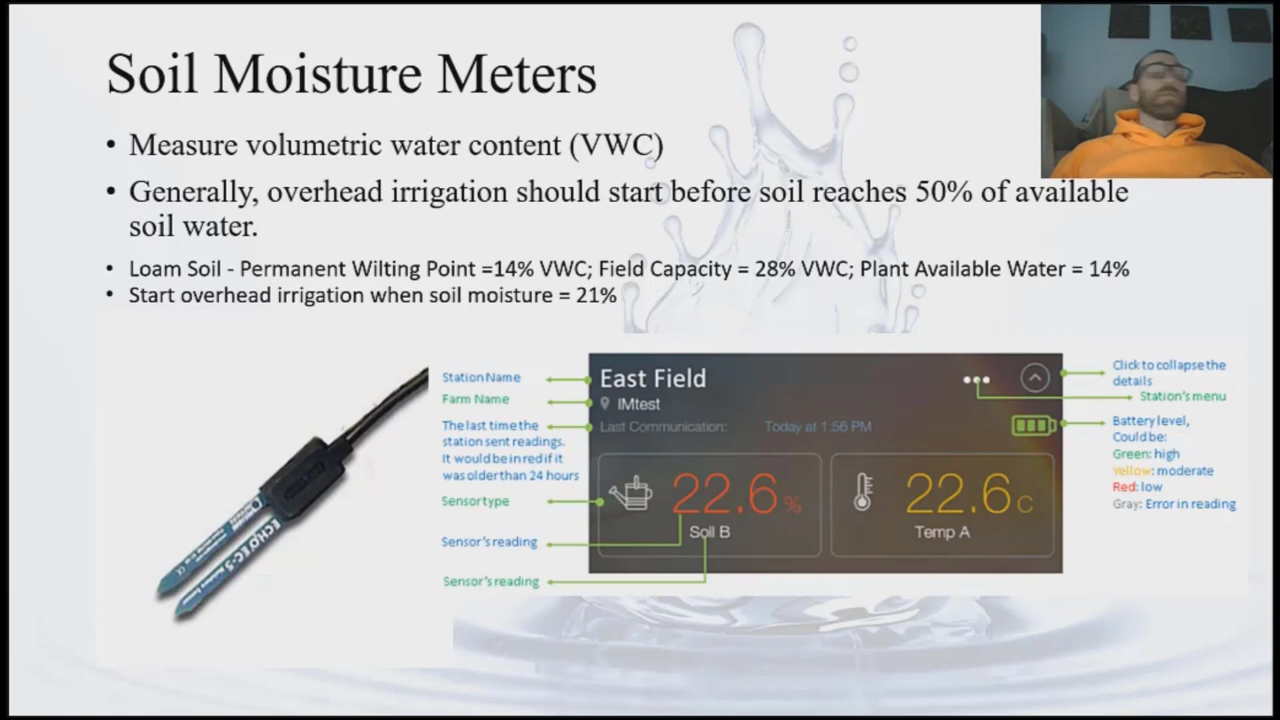 Soil Moisture Meters
• Measure volumetric water content (VWC)
• Generally, overhead irrigation should start before soil reaches 50% of available
soil water.
• Loam Soil - Permanent Wilting Point =14% VWC; Field Capacity = 28% VWC; Plant Available Water = 14%
• Start overhead irrigation when soil moisture = 21%
Station Name
Farm Name
The last time the
station sent readings.
It would be in red if it
was older than 24 hours
Sensor type
Sensor's reading
Sensor's reading
East Field
IMtest
Last Communication: Today at 1:56 PM
22.6 %
Soil B
22.6 C
Temp A
Click to collapse the
details
Station's menu
Battery level,
Could be:
Green: high
Yellow: moderate
Red: low
Gray: Error in reading
ECH₂O EC-5